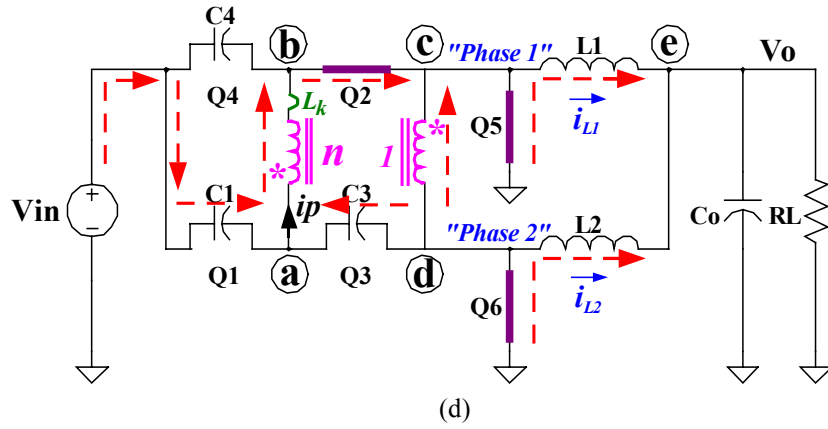 C4
b
c
"Phase 1"
L1
e
Vo
Q4
Lk
Q2
Q5
iL1
*
n
1
*
Vin
+
−
C1
ip
C3
"Phase 2"
L2
Co
RL
Q1
a
Q3
d
Q6
iL2
(d)